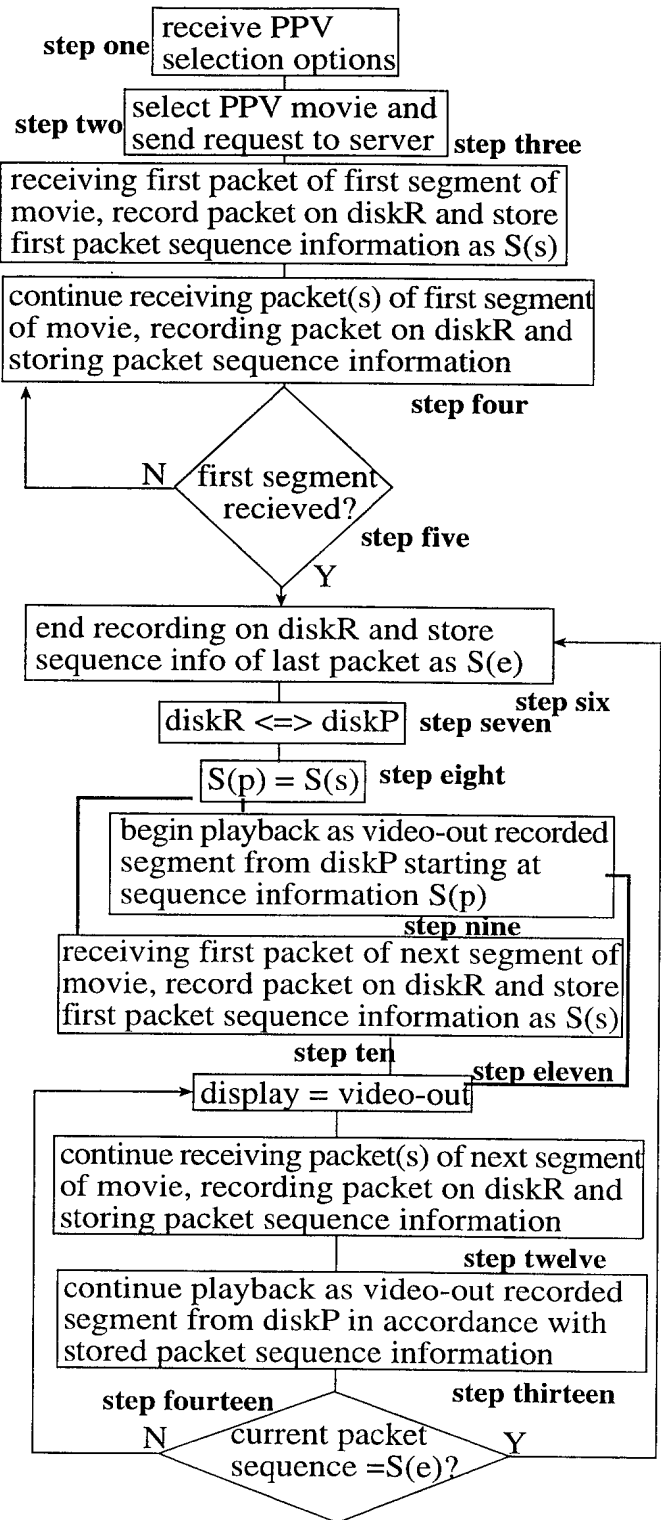 step one
receive PPV
selection options
step two
select PPV movie and
send request to server
step three
receiving first packet of first segment of
movie, record packet on diskR and store
first packet sequence information as S(s)
continue receiving packet(s) of first segment
of movie, recording packet on diskR and
storing packet sequence information
step four
N
first segment
recieved?
step five
Y
end recording on diskR and store
sequence info of last packet as S(e)
step six
diskR <=> diskP
step seven
S(p) = S(s)
step eight
begin playback as video-out recorded
segment from diskP starting at
sequence information S(p)
step nine
receiving first packet of next segment of
movie, record packet on diskR and store
first packet sequence information as S(s)
step ten
step eleven
display = video-out
continue receiving packet(s) of next segment
of movie, recording packet on diskR and
storing packet sequence information
step twelve
continue playback as video-out recorded
segment from diskP in accordance with
stored packet sequence information
step thirteen
step fourteen
N
current packet
sequence =S(e)?
Y